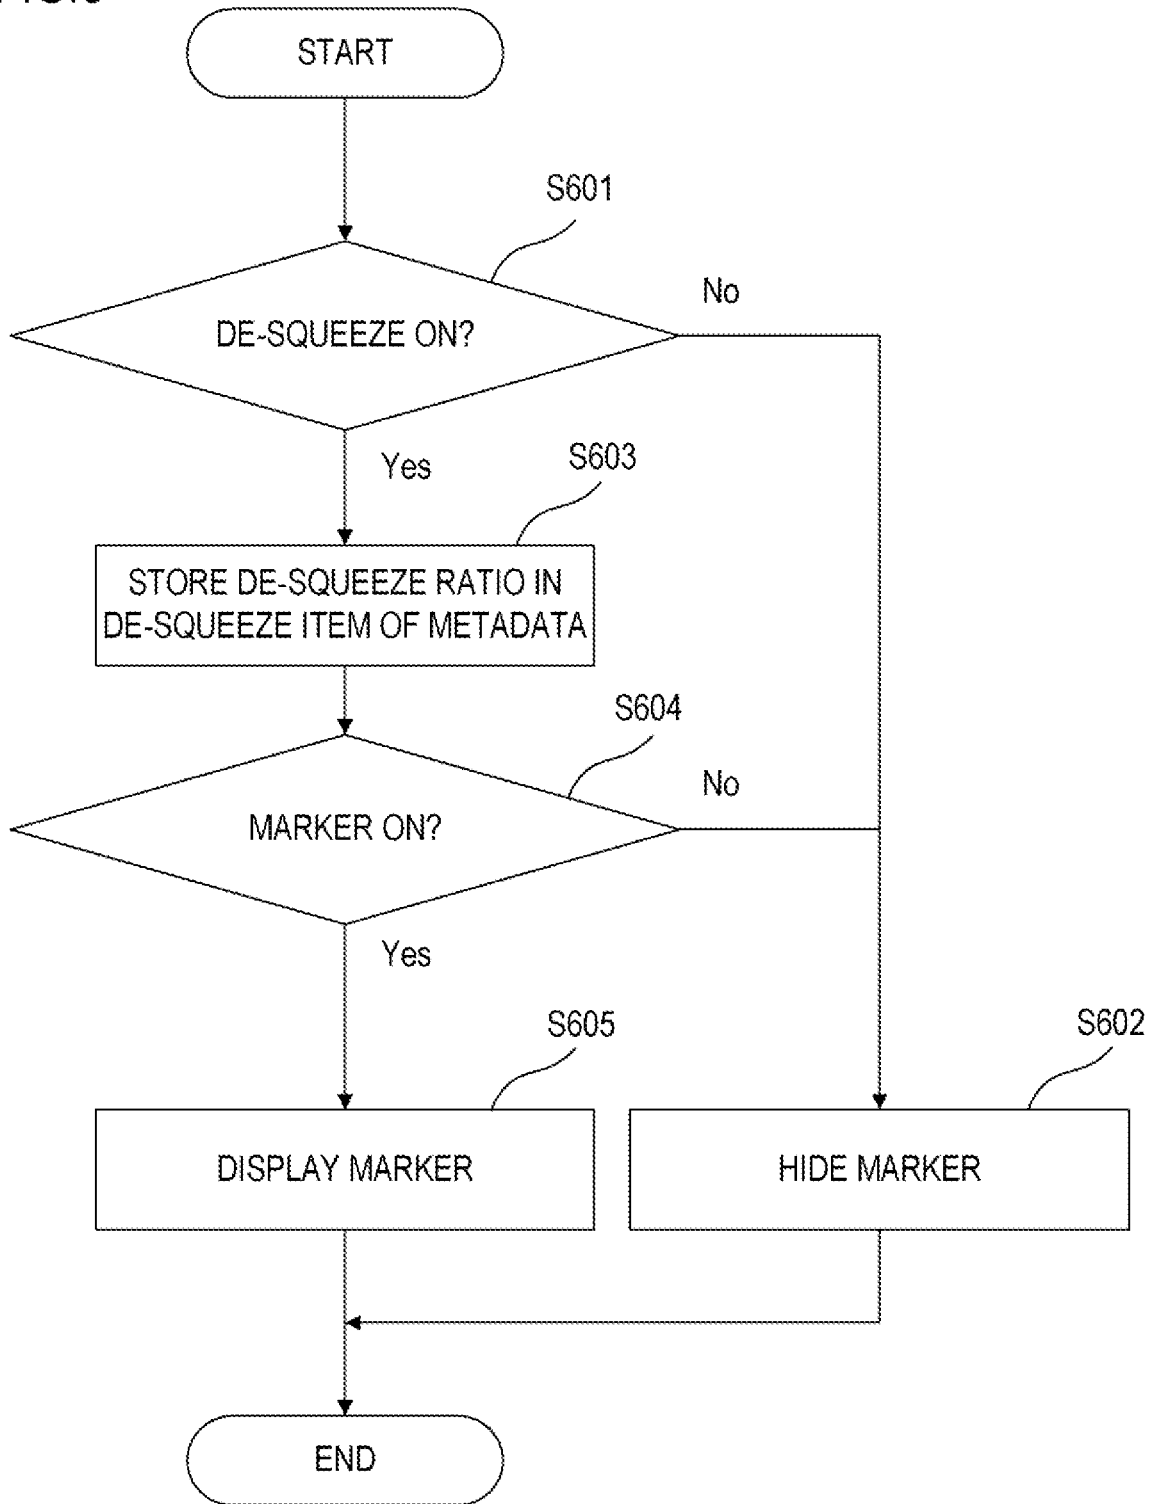 START
S601
No
DE-SQUEEZE ON?
Yes
S603
STORE DE-SQUEEZE RATIO IN
DE-SQUEEZE ITEM OF METADATA
S604
No
MARKER ON?
Yes
S605
S602
DISPLAY MARKER
HIDE MARKER
END